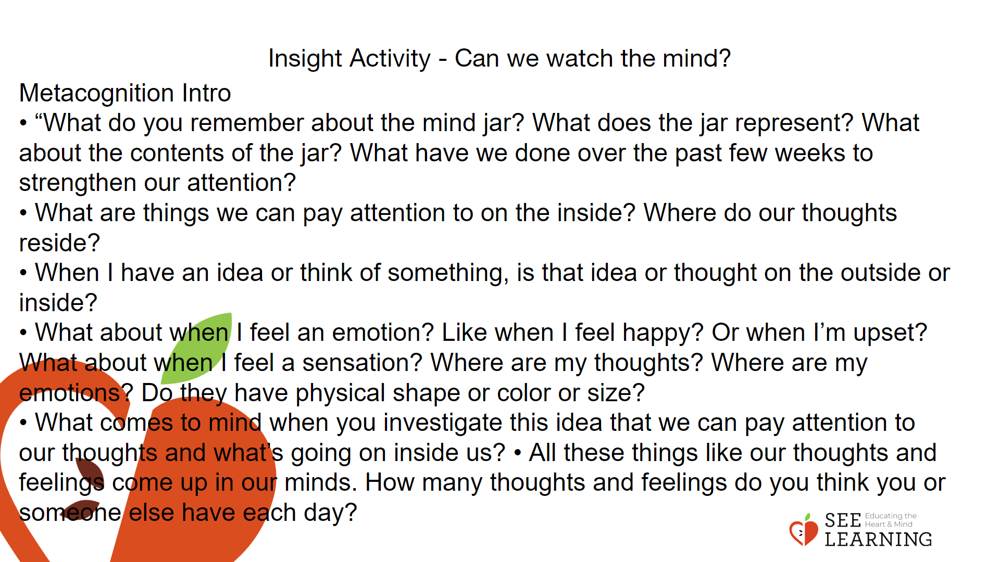 Insight Activity - Can we watch the mind?
Metacognition Intro
• “What do you remember about the mind jar? What does the jar represent? What
about the contents of the jar? What have we done over the past few weeks to
strengthen our attention?
• What are things we can pay attention to on the inside? Where do our thoughts
reside?
• When I have an idea or think of something, is that idea or thought on the outside or
inside?
• What about when I feel an emotion? Like when I feel happy? Or when I’m upset?
What about when I feel a sensation? Where are my thoughts? Where are my
emotions? Do they have physical shape or color or size?
• What comes to mind when you investigate this idea that we can pay attention to
our thoughts and what’s going on inside us? • All these things like our thoughts and
feelings come up in our minds. How many thoughts and feelings do you think you or
someone else have each day?
SEE Educating the
Heart & Mind
LEARNING